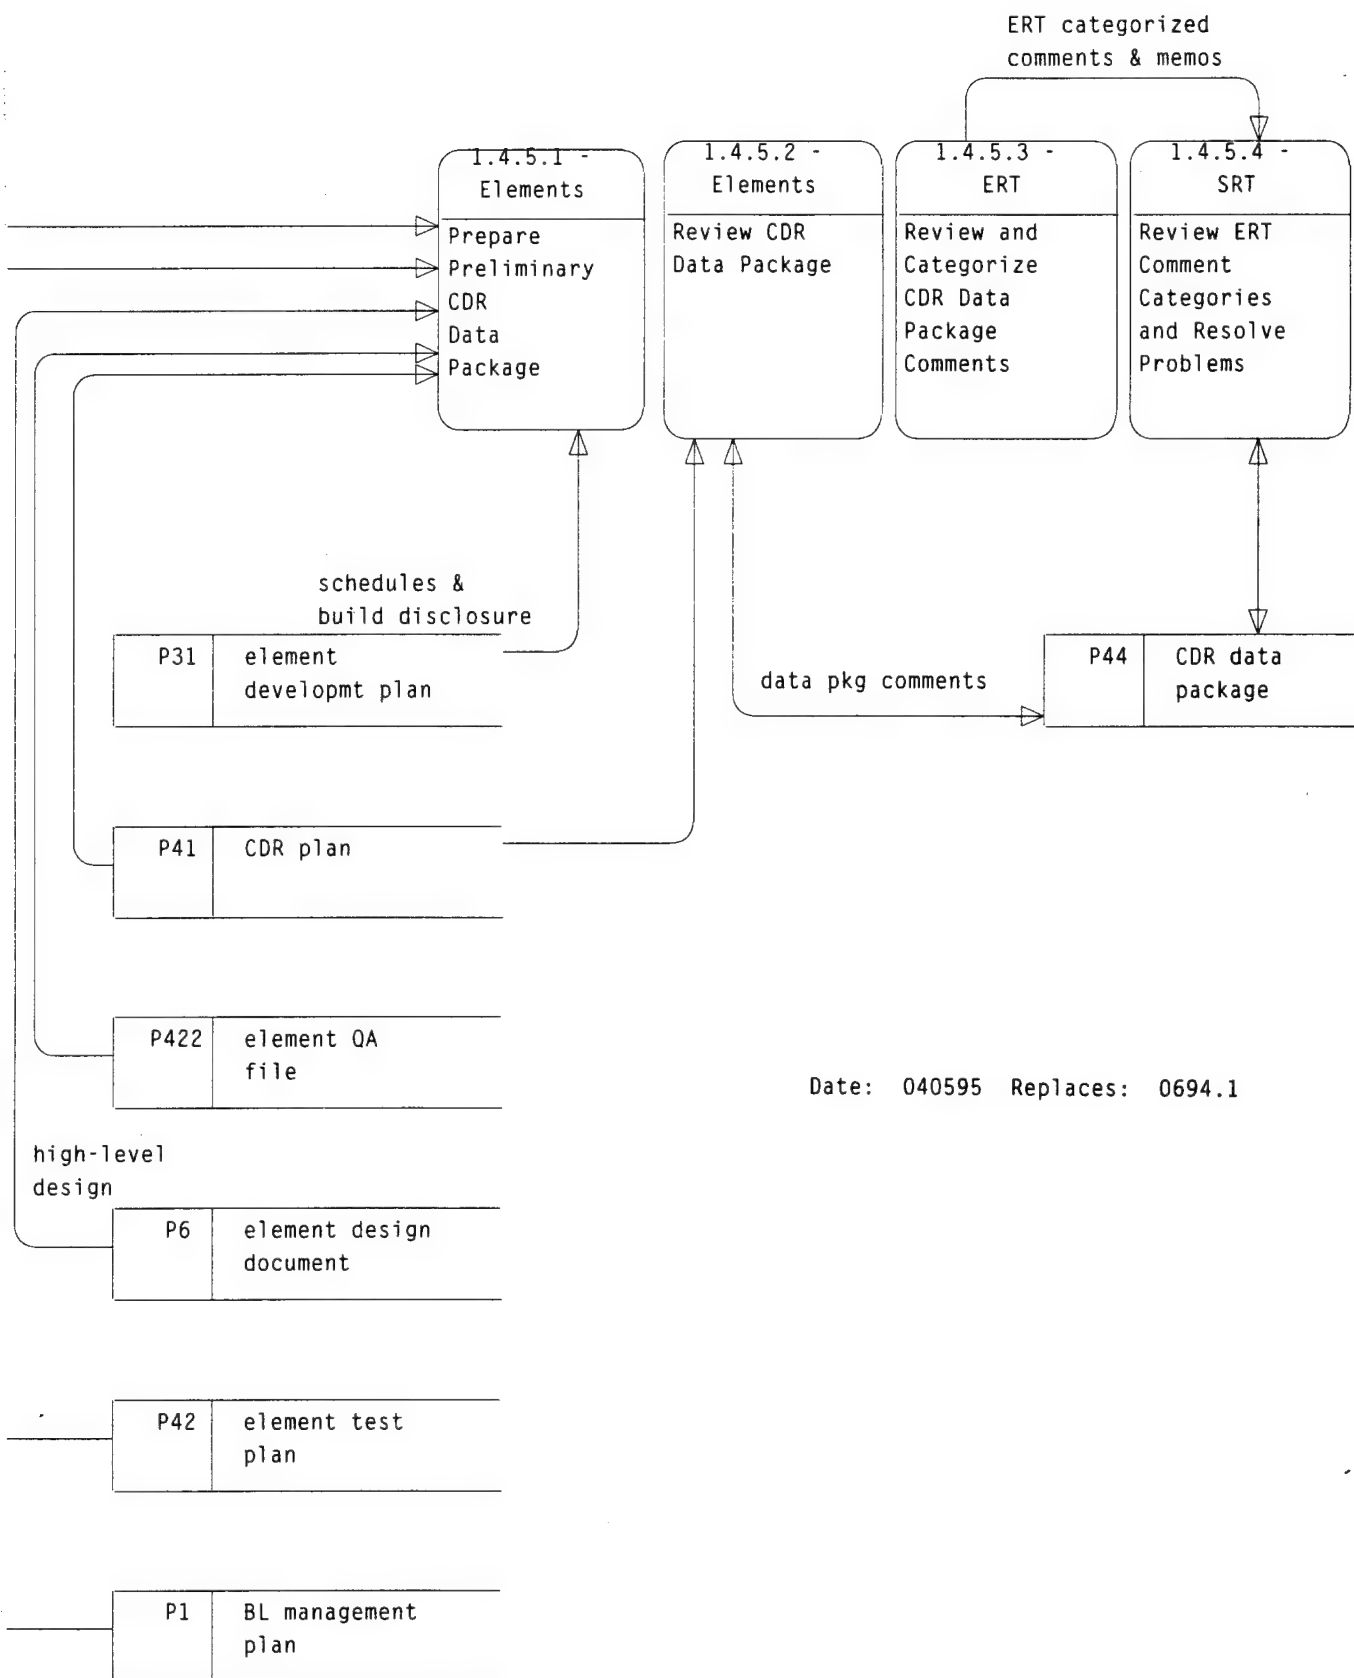 ERT categorized
comments & memos
1.4.5.1 -
Elements
Prepare
Preliminary
CDR
Data
Package
1.4.5.2 -
Elements
Review CDR
Data Package
1.4.5.3 -
ERT
Review and
Categorize
CDR Data
Package
Comments
1.4.5.4 -
SRT
Review ERT
Comment
Categories
and Resolve
Problems
schedules &
build disclosure
P31
element
developmt plan
data pkg comments
P44
CDR data
package
P41
CDR plan
P422
element QA
file
Date: 040595 Replaces: 0694.1
high-level
design
P6
element design
document
P42
element test
plan
P1
BL management
plan